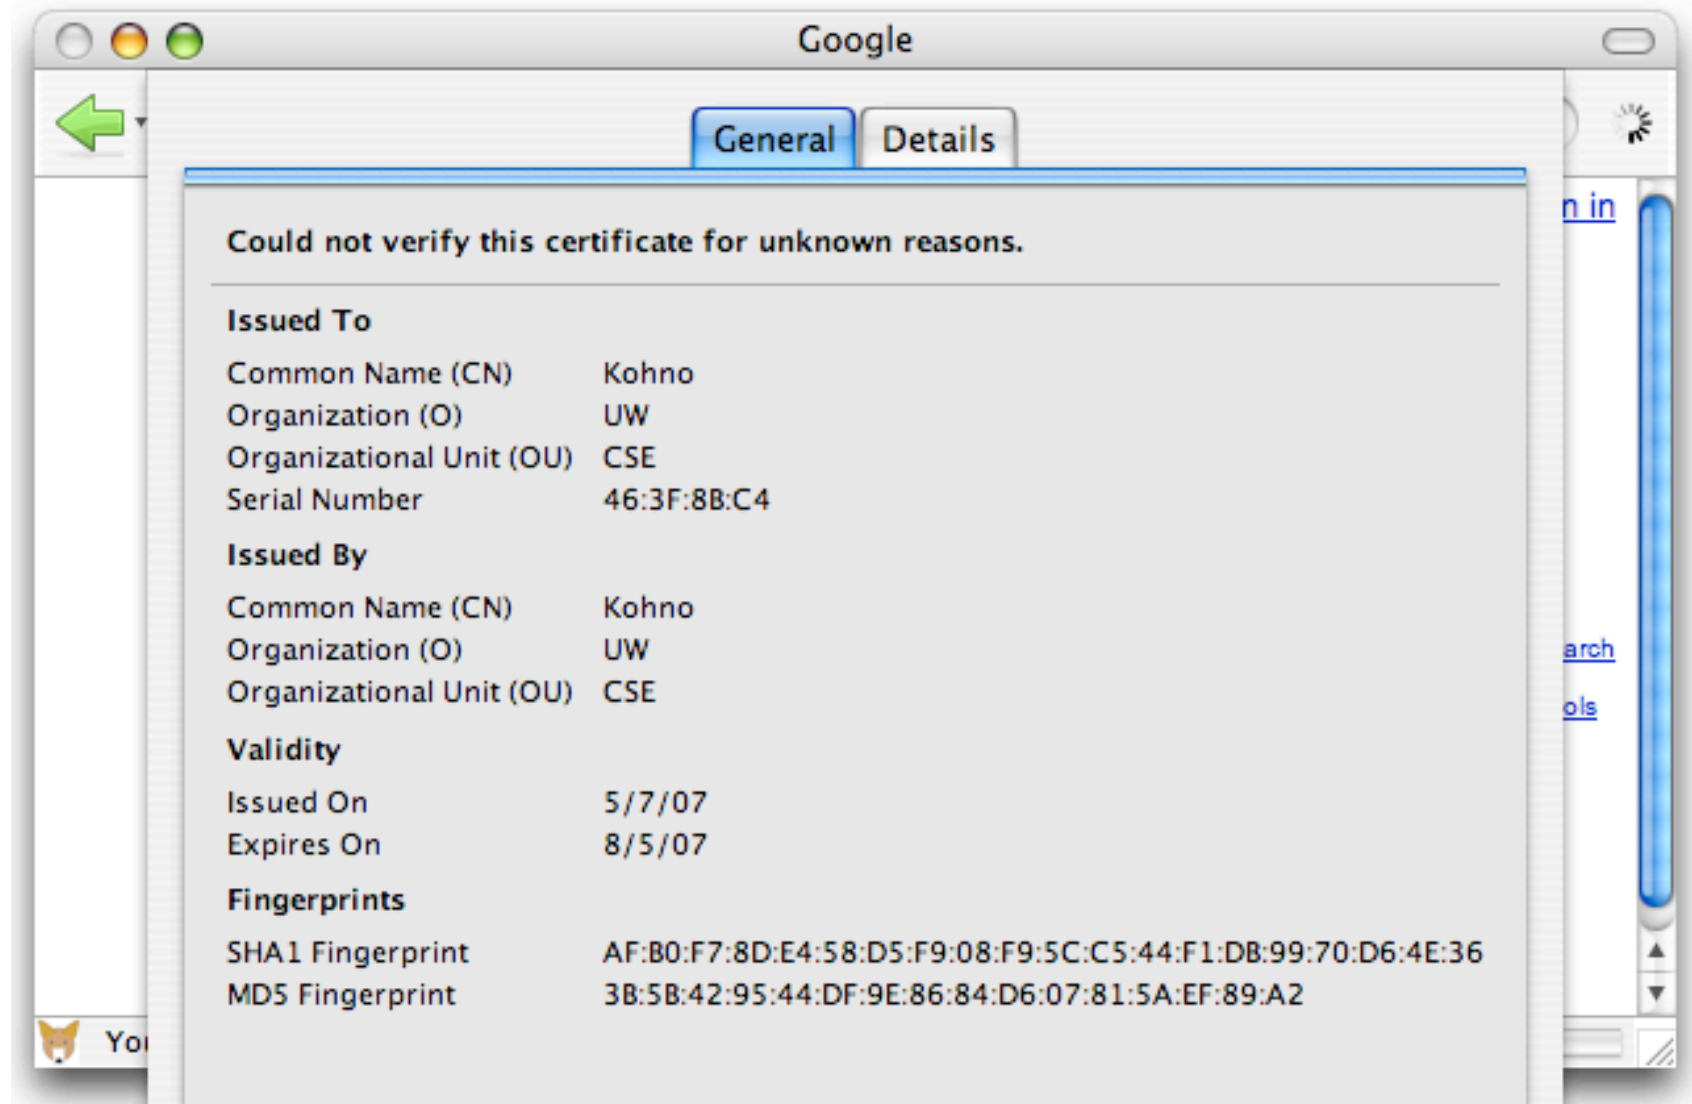 Google
General Details
n in
Could not verify this certificate for unknown reasons.
Issued To
Common Name (CN) Kohno
Organization (O) UW
Organizational Unit (OU) CSE
Serial Number 46:3F:8B:C4
Issued By
Common Name (CN) Kohno
Organization (O) UW
arch
Organizational Unit (OU) CSE
ols
Validity
Issued On 5/7/07
Expires On 8/5/07
Fingerprints
SHA1 Fingerprint AF:B0:F7:8D:E4:58:D5:F9:08:F9:5C:C5:44:F1:DB:99:70:D6:4E:36
MD5 Fingerprint 3B:5B:42:95:44:DF:9E:86:84:D6:07:81:5A:EF:89:A2
You